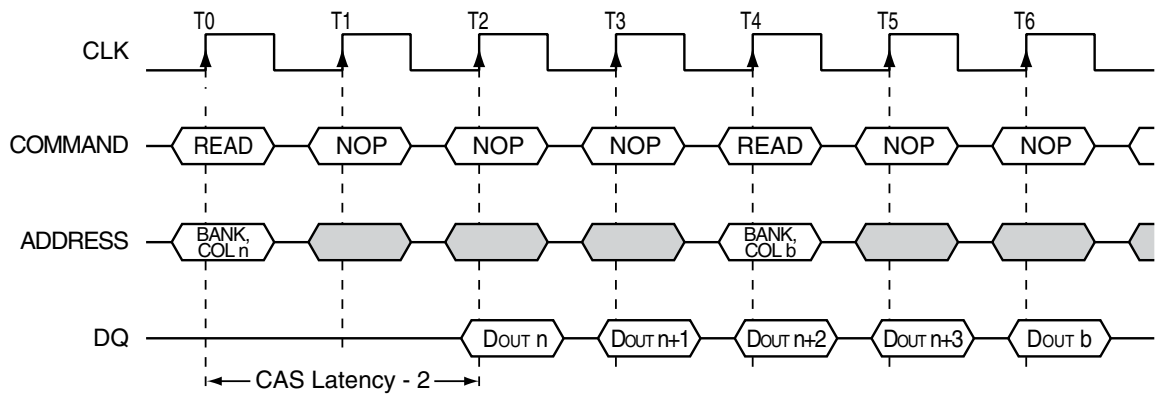 T0 T1 T2 T3 T4 T5 T6
CLK
COMMAND READ NOP NOP NOP READ NOP NOP
ADDRESS BANK, COL n BANK, COL b
DQ DOUT n DOUT n+1 DOUT n+2 DOUT n+3 DOUT b
CAS Latency - 2